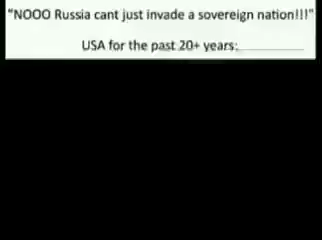 "NOOO Russia cant just invade a sovereign nation!!!"
USA for the past 20+ years: